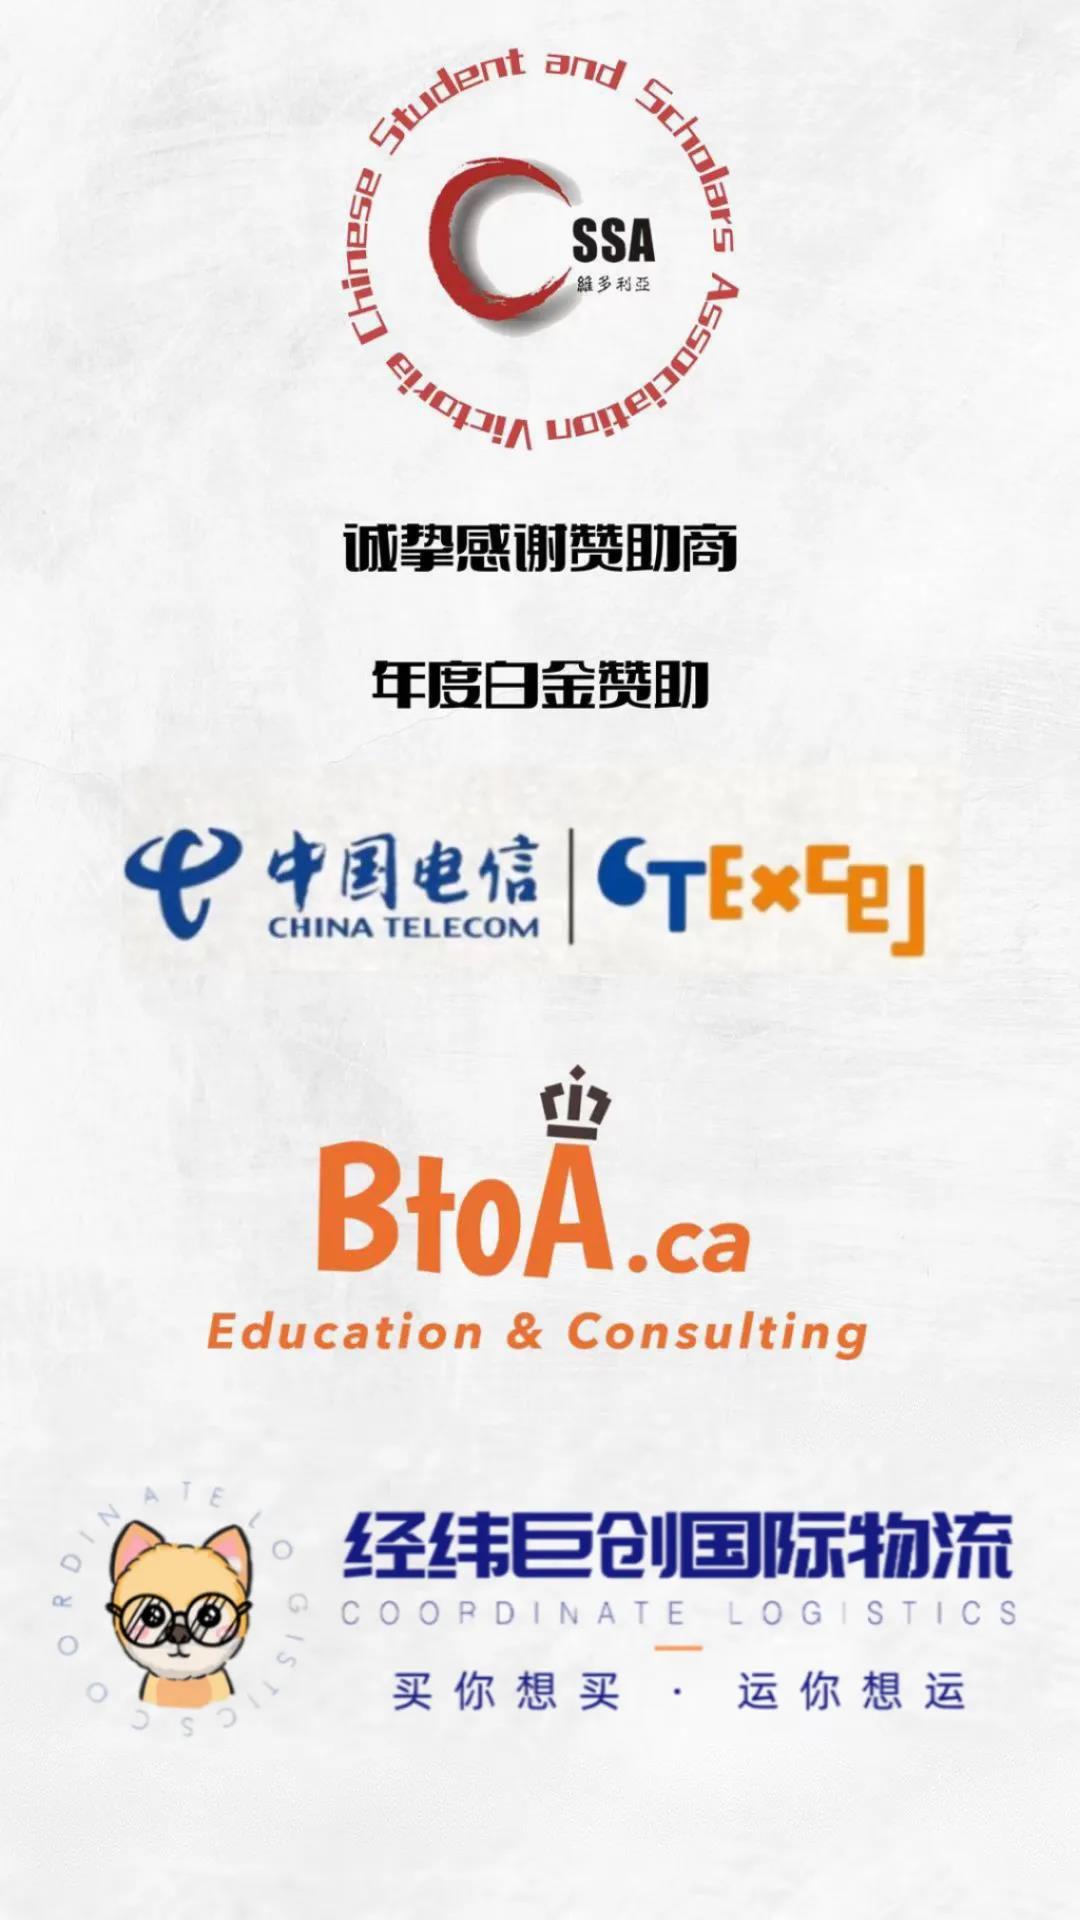 Chinese Student and Scholars Association Victoria
SSA
維多利亞
诚挚感谢赞助商
年度白金赞助
中国电信
CHINA TELECOM
CTExcel
BtoA.ca
Education & Consulting
COORDINATE LOGISTICS
经纬巨创国际物流
COORDINATE LOGISTICS
买你想买 · 运你想运